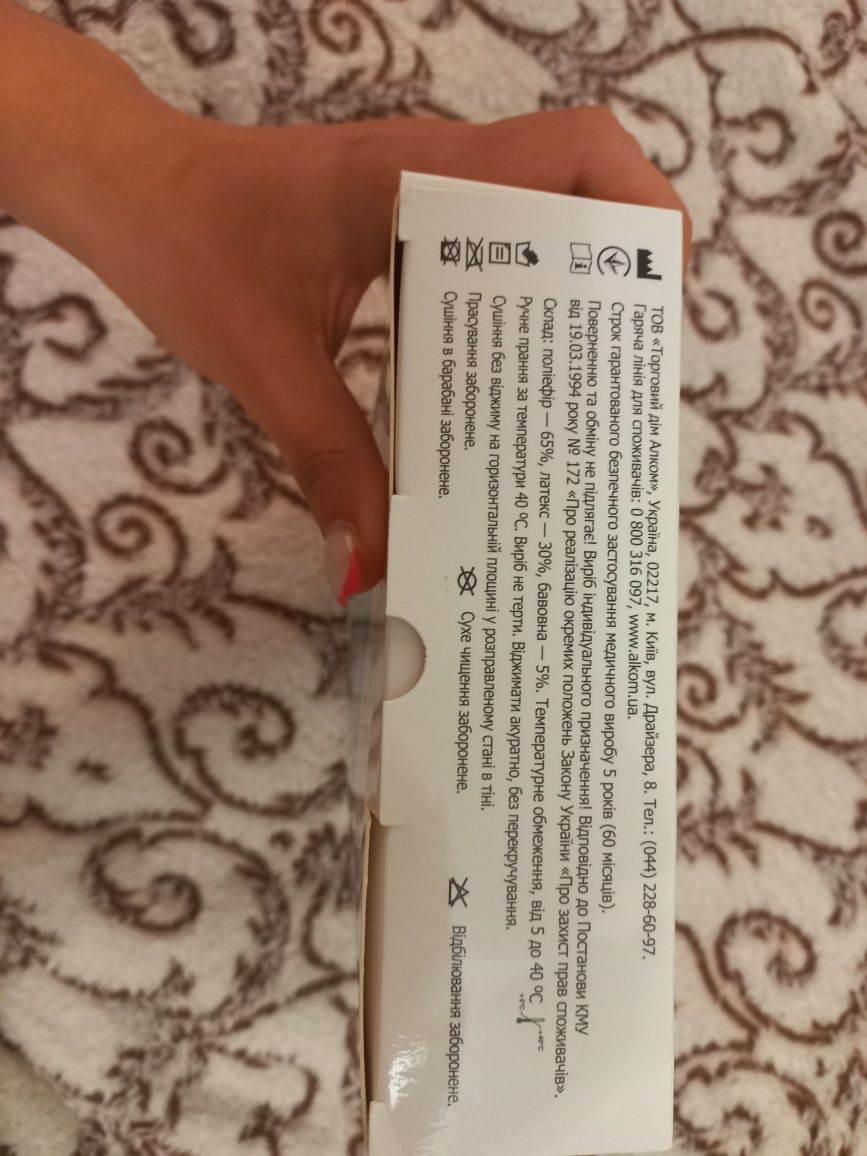 ТОВ «Торговий дім Алком», Україна, 02217, м. Київ, вул. Драйзера, 8. Тел.: (044) 228-60-97.
Гаряча лінія для споживачів: 0 800 316 097, www.alkom.ua.
Строк гарантованого безпечного застосування медичного виробу 5 років (60 місяців).
Поверненню та обміну не підлягає! Виріб індивідуального призначення! Відповідно до Постанови КМУ
від 19.03.1994 року № 172 «Про реалізацію окремих положень Закону України «Про захист прав споживачів».
Склад: поліефір — 65%, латекс — 30%, бавовна — 5%. Температурне обмеження, від 5 до 40 ºС +5ºC +40ºC
Ручне прання за температури 40 ºС. Виріб не терти. Віджимати акуратно, без перекручування.
Сушіння без віджиму на горизонтальній площині у розправленому стані в тіні.
Прасування заборонене. Сухе чищення заборонене. Відбілювання заборонене.
Сушіння в барабані заборонене.